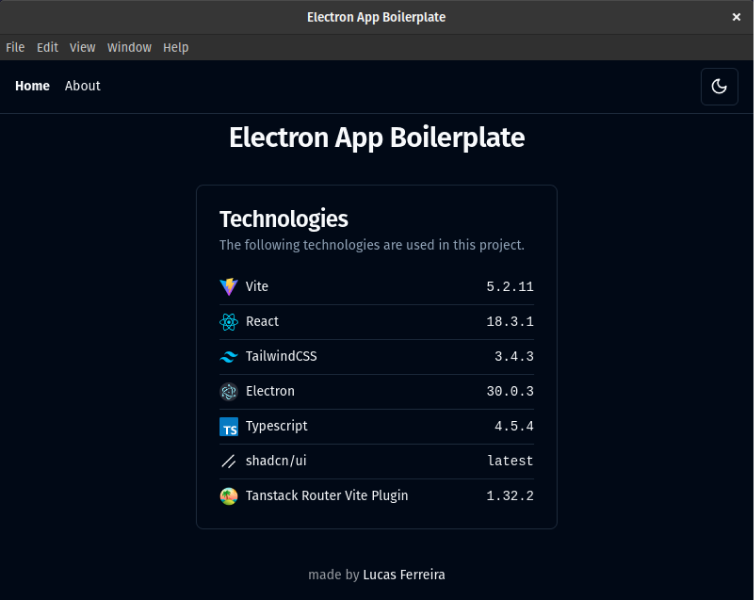 Electron App Boilerplate
File Edit View Window Help
Home About
Electron App Boilerplate
Technologies
The following technologies are used in this project.
Vite 5.2.11
React 18.3.1
TailwindCSS 3.4.3
Electron 30.0.3
TS Typescript 4.5.4
shadcn/ui latest
Tanstack Router Vite Plugin 1.32.2
made by Lucas Ferreira